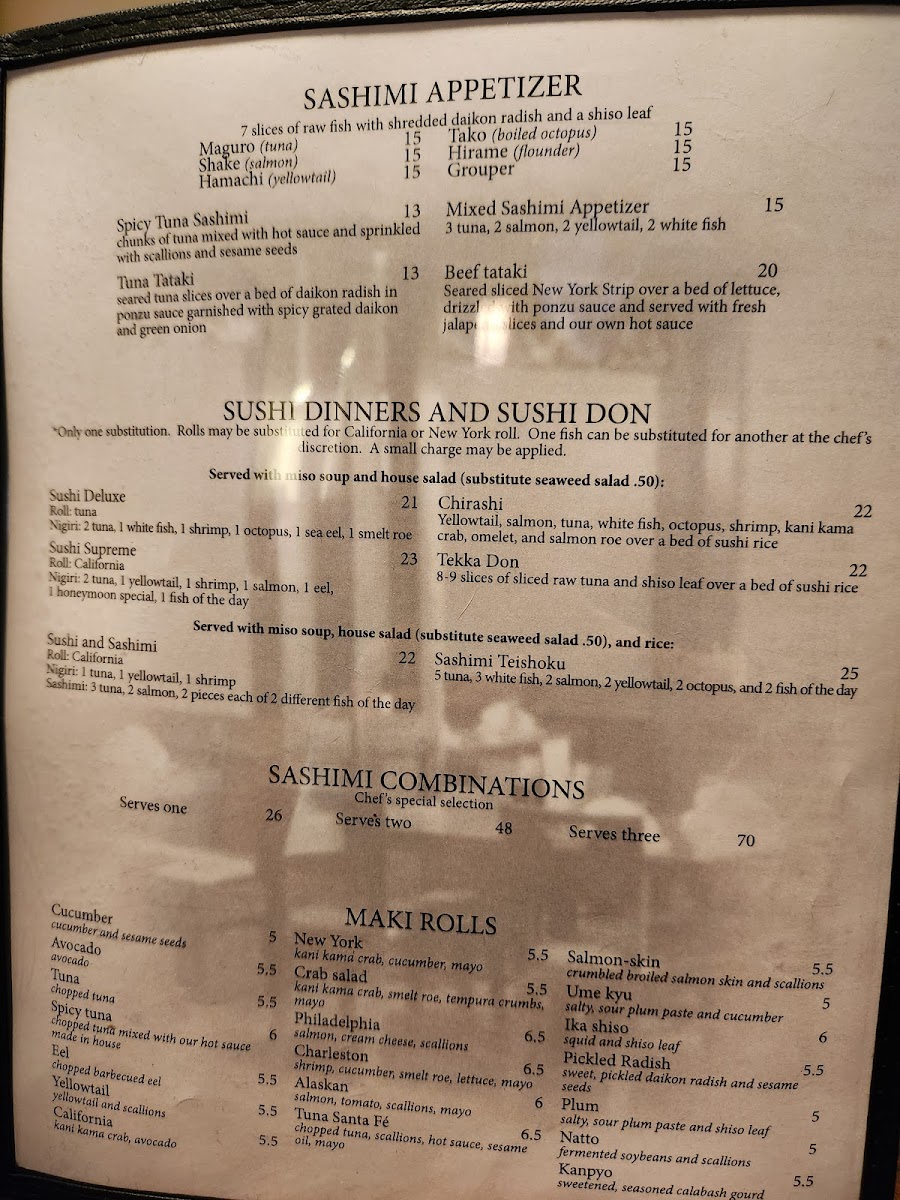 SASHIMI APPETIZER
7 slices of raw fish with shredded daikon radish and a shiso leaf
Maguro (tuna) 15
Shake (salmon) 15
Hamachi (yellowtail) 15
Tako (boiled octopus) 15
Hirame (flounder) 15
Grouper 15
Spicy Tuna Sashimi 13
chunks of tuna mixed with hot sauce and sprinkled
with scallions and sesame seeds
Mixed Sashimi Appetizer 15
3 tuna, 2 salmon, 2 yellowtail, 2 white fish
Tuna Tataki 13
seared tuna slices over a bed of daikon radish in
ponzu sauce garnished with spicy grated daikon
and green onion
Beef tataki 20
Seared sliced New York Strip over a bed of lettuce,
with ponzu sauce and served with fresh
slices and our own hot sauce
SUSHI DINNERS AND SUSHI DON
*Only one substitution. Rolls may be substituted for California or New York roll. One fish can be substituted for another at the chef's
discretion. A small charge may be applied.
Served with miso soup and house salad (substitute seaweed salad .50):
Sushi Deluxe 21
Roll: tuna
Nigiri: 2 tuna, 1 white fish, 1 shrimp, 1 octopus, 1 sea eel, 1 smelt roe
Sushi Supreme 23
Roll: California
Nigiri: 2 tuna, 1 yellowtail, 1 shrimp, 1 salmon, 1 eel,
1 honeymoon special, 1 fish of the day
Chirashi 22
Yellowtail, salmon, tuna, white fish, octopus, shrimp, kani kama
crab, omelet, and salmon roe over a bed of sushi rice
Tekka Don 22
8-9 slices of sliced raw tuna and shiso leaf over a bed of sushi rice
Served with miso soup, house salad (substitute seaweed salad .50), and rice:
Sushi and Sashimi 22
Roll: California
Nigiri: 1 tuna, 1 yellowtail, 1 shrimp
Sashimi: 3 tuna, 2 salmon, 2 pieces each of 2 different fish of the day
Sashimi Teishoku 25
5 tuna, 3 white fish, 2 salmon, 2 yellowtail, 2 octopus, and 2 fish of the day
SASHIMI COMBINATIONS
Chef's special selection
Serves one 26 Serves two 48 Serves three 70
MAKI ROLLS
Cucumber 5
cucumber and sesame seeds
Avocado 5.5
avocado
Tuna 5.5
chopped tuna
Spicy tuna 6
chopped tuna mixed with our hot sauce
made in house
Eel 5.5
chopped barbecued eel
Yellowtail 5.5
yellowtail and scallions
California 5.5
kani kama crab, avocado
New York 5.5
kani kama crab, cucumber, mayo
Crab salad 5.5
kani kama crab, smelt roe, tempura crumbs,
mayo
Philadelphia 6.5
salmon, cream cheese, scallions
Charleston 6.5
shrimp, cucumber, smelt roe, lettuce, mayo
Alaskan 6
salmon, tomato, scallions, mayo
Tuna Santa Fé 6.5
chopped tuna, scallions, hot sauce, sesame
oil, mayo
Salmon-skin 5.5
crumbled broiled salmon skin and scallions
Ume kyu 5
salty, sour plum paste and cucumber
Ika shiso 6
squid and shiso leaf
Pickled Radish 5.5
sweet, pickled daikon radish and sesame
seeds
Plum 5
salty, sour plum paste and shiso leaf
Natto 5
fermented soybeans and scallions
Kanpyo 5.5
sweetened, seasoned calabash gourd